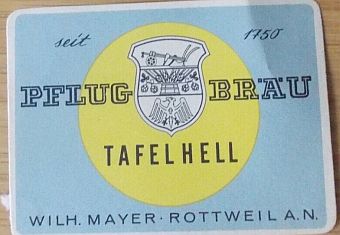 seit 1750
PFLUG BRÄU
TAFELHELL
WILH. MAYER · ROTTWEIL A.N.